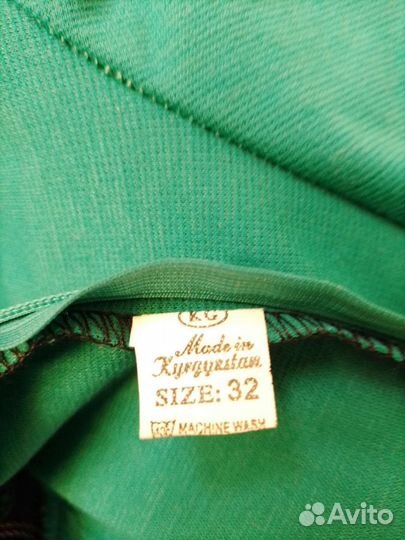 KG
Made in
Kyrgyzstan
SIZE: 32
MACHINE WASH
Avito